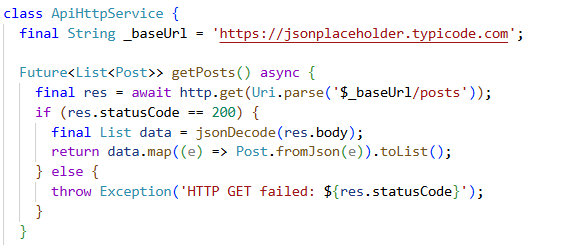 class ApiHttpService {
  final String _baseUrl = 'https://jsonplaceholder.typicode.com';

  Future<List<Post>> getPosts() async {
    final res = await http.get(Uri.parse('$_baseUrl/posts'));
    if (res.statusCode == 200) {
      final List data = jsonDecode(res.body);
      return data.map((e) => Post.fromJson(e)).toList();
    } else {
      throw Exception('HTTP GET failed: ${res.statusCode}');
    }
  }